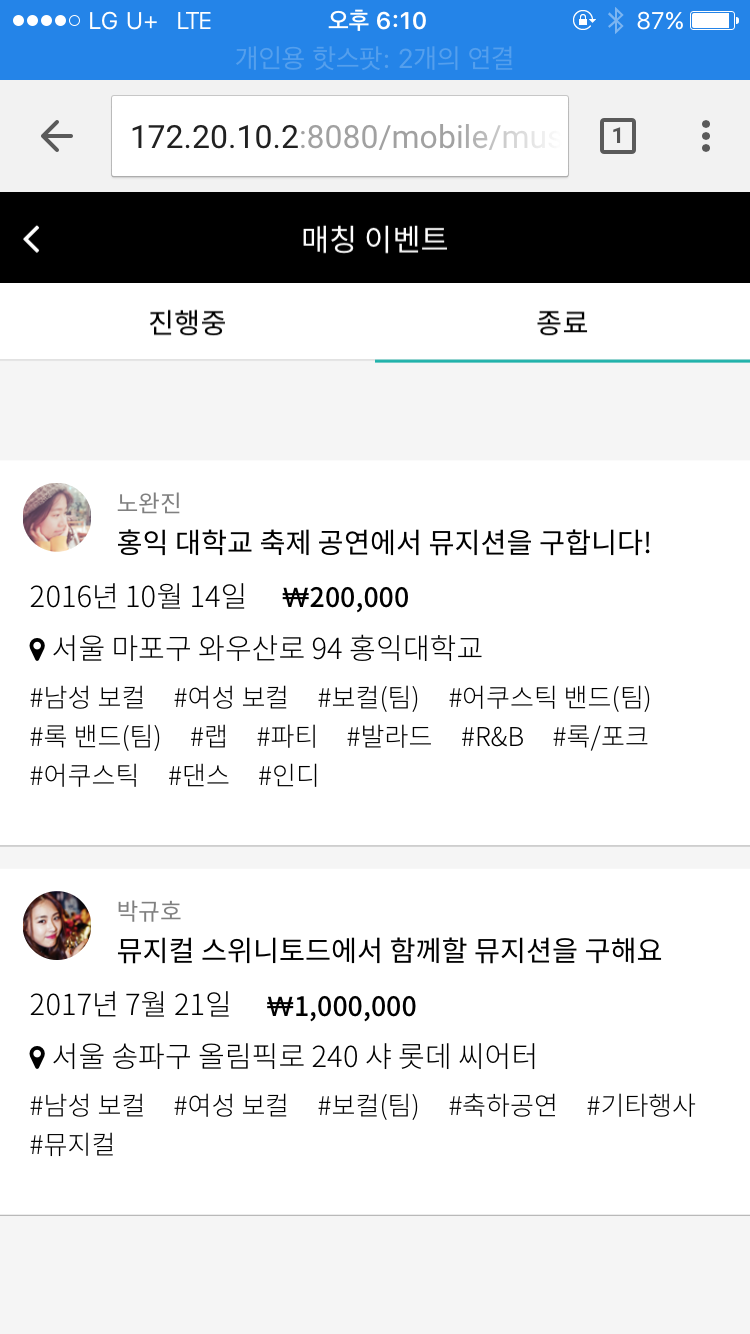 LG U+ LTE 오후 6:10 87%
개인용 핫스팟: 2개의 연결
172.20.10.2:8080/mobile/mus 1
매칭 이벤트
진행중 종료
노완진
홍익 대학교 축제 공연에서 뮤지션을 구합니다!
2016년 10월 14일 ₩200,000
서울 마포구 와우산로 94 홍익대학교
#남성 보컬 #여성 보컬 #보컬(팀) #어쿠스틱 밴드(팀)
#록 밴드(팀) #랩 #파티 #발라드 #R&B #록/포크
#어쿠스틱 #댄스 #인디
박규호
뮤지컬 스위니토드에서 함께할 뮤지션을 구해요
2017년 7월 21일 ₩1,000,000
서울 송파구 올림픽로 240 샤 롯데 씨어터
#남성 보컬 #여성 보컬 #보컬(팀) #축하공연 #기타행사
#뮤지컬